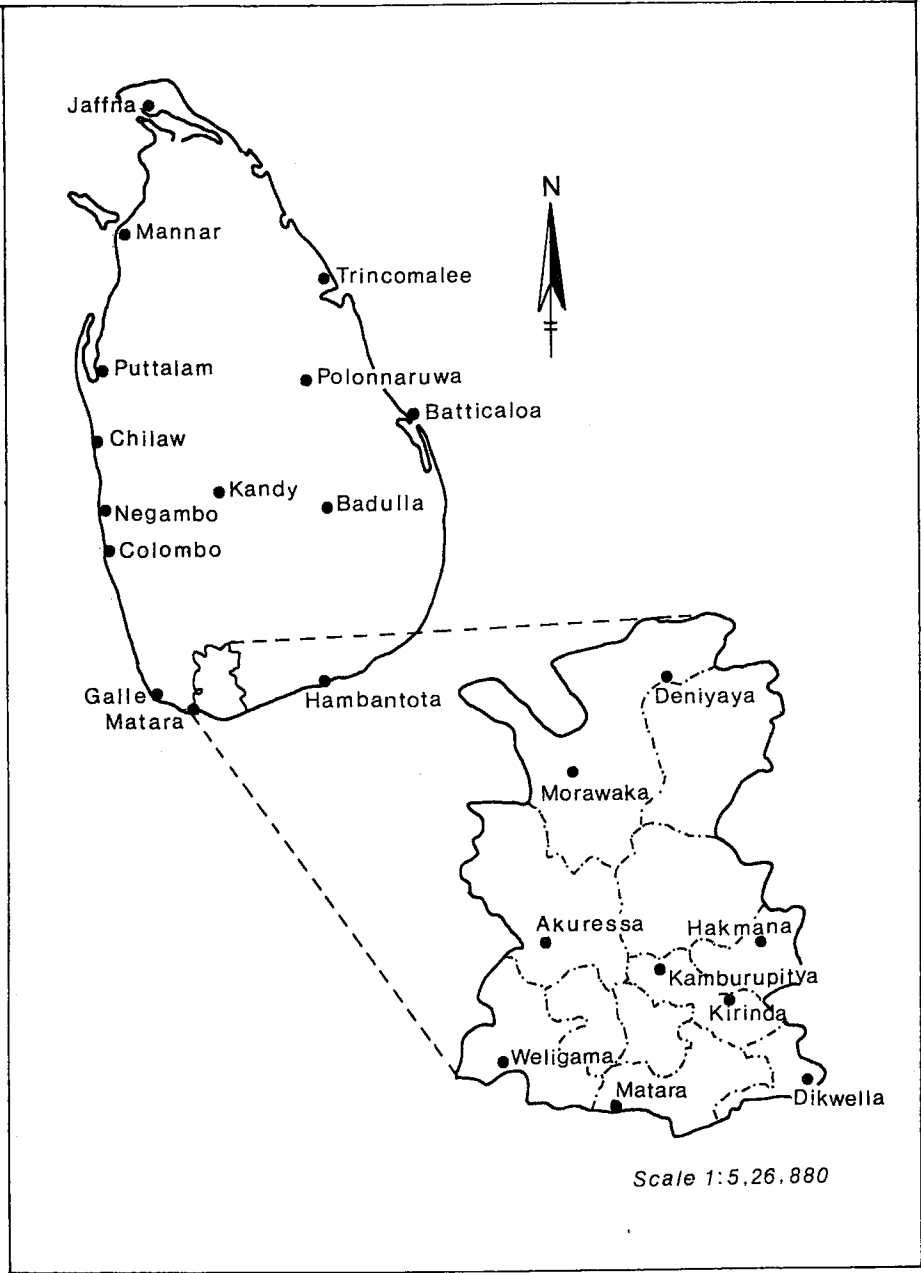 Jaffna
N
Mannar
Trincomalee
Puttalam
Polonnaruwa
Batticaloa
Chilaw
Kandy
Badulla
Negambo
Colombo
Galle
Hambantota
Matara
Deniyaya
Morawaka
Akuressa
Hakmana
Kamburupitya
Kirinda
Weligama
Matara
Dikwella
Scale 1:5,26,880